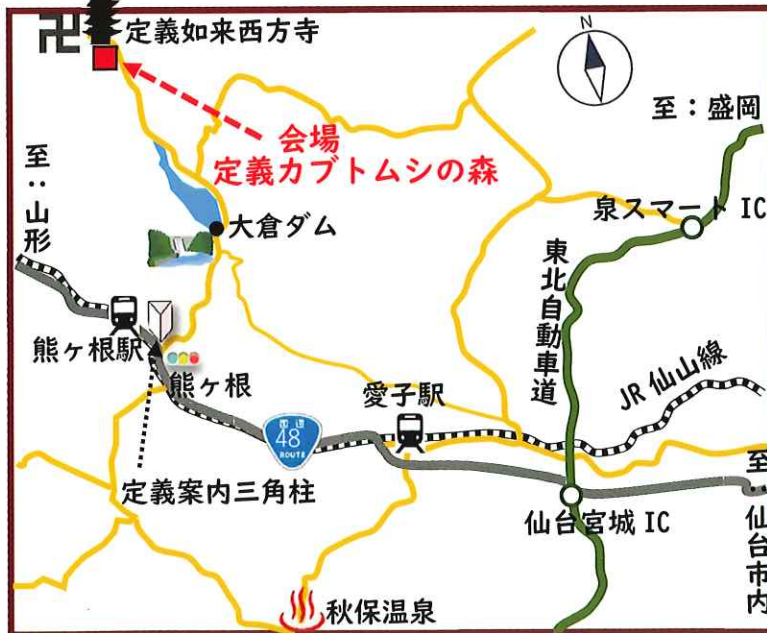 卍
定義如来西方寺
N
至：盛岡
会場
定義カブトムシの森
至：山形
泉スマート IC
大倉ダム
東北自動車道
熊ヶ根駅
熊ヶ根
愛子駅
JR 仙山線
国道
48
ROUTE
定義案内三角柱
至：仙台市内
仙台宮城 IC
秋保温泉